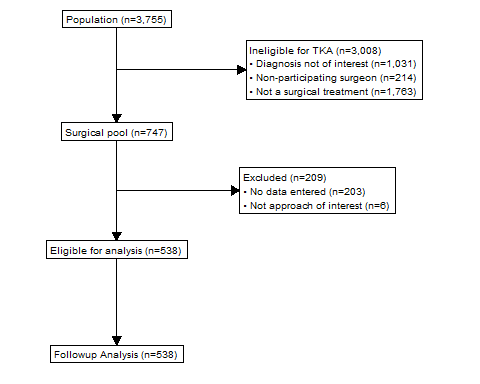 Population (n=3,755)
Ineligible for TKA (n=3,008)
• Diagnosis not of interest (n=1,031)
• Non-participating surgeon (n=214)
• Not a surgical treatment (n=1,763)
Surgical pool (n=747)
Excluded (n=209)
• No data entered (n=203)
• Not approach of interest (n=6)
Eligible for analysis (n=538)
Followup Analysis (n=538)